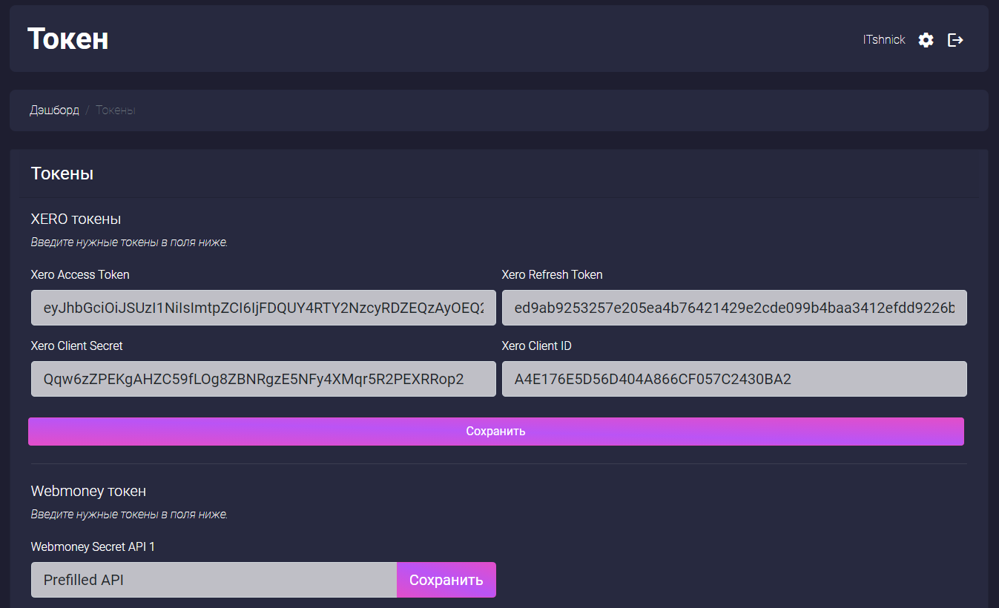 Токен
ITshnick
Дэшборд / Токены
Токены
XERO токены
Введите нужные токены в поля ниже.
Xero Access Token
Xero Refresh Token
eyJhbGciOiJSUzI1NiIsImtpZCI6IjFDQUY4RTY2NzcyRDZEQzAyOEQ2
ed9ab9253257e205ea4b76421429e2cde099b4baa3412efdd9226b
Xero Client Secret
Xero Client ID
Qqw6zZPEKgAHZC59fLOg8ZBNRgzE5NFy4XMqr5R2PEXRRop2
A4E176E5D56D404A866CF057C2430BA2
Сохранить
Webmoney токен
Введите нужные токены в поля ниже.
Webmoney Secret API 1
Prefilled API
Сохранить